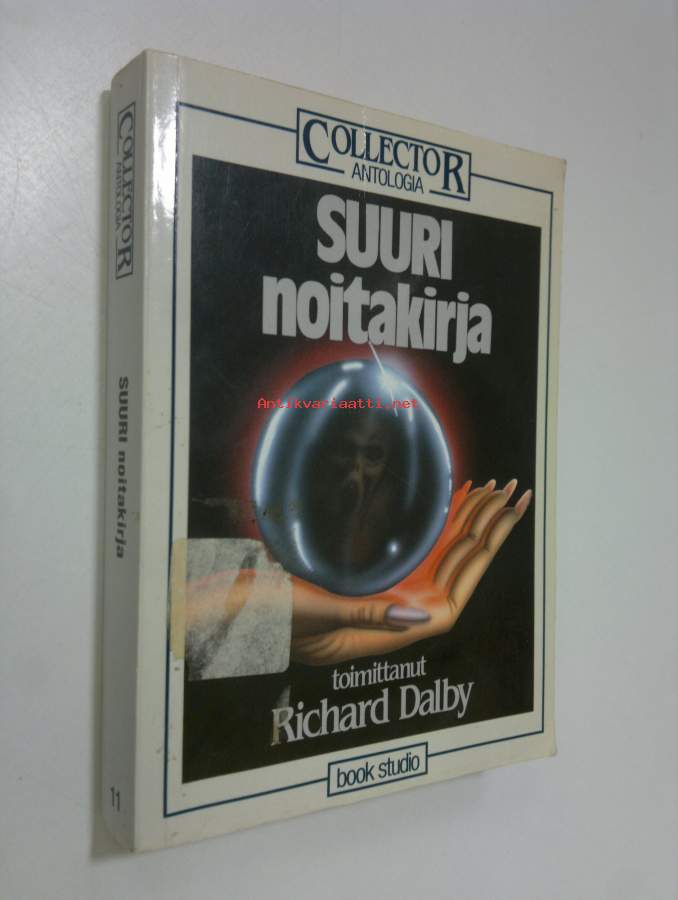 COLLECTOR
ANTOLOGIA
SUURI
noitakirja
Antikvariaatti.net
toimittanut
Richard Dalby
book studio
COLLECTOR
ANTOLOGIA
SUURI noitakirja
11